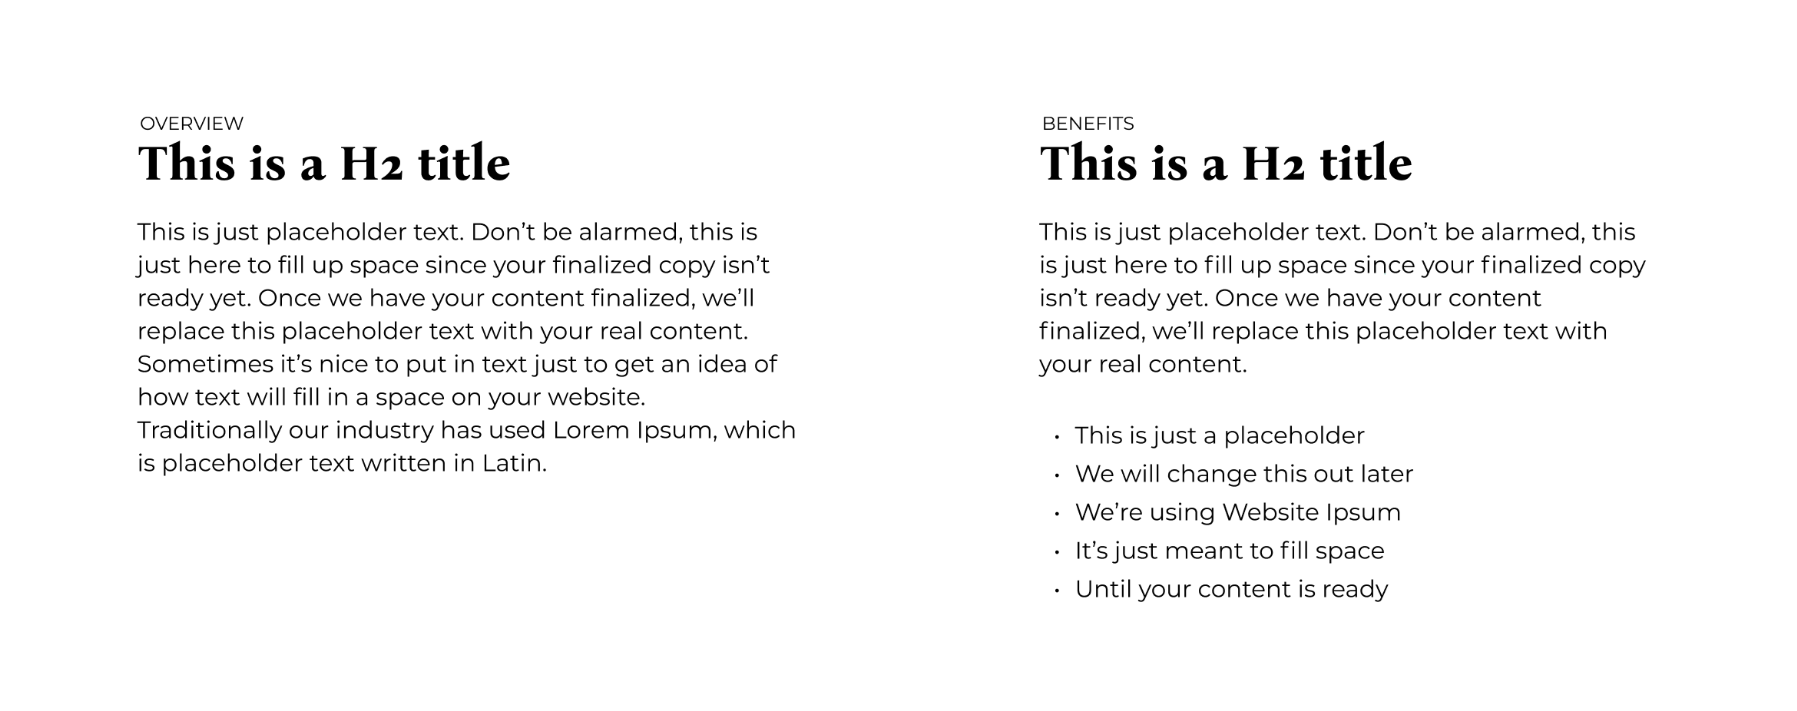 OVERVIEW
This is a H2 title
This is just placeholder text. Don’t be alarmed, this is
just here to fill up space since your finalized copy isn’t
ready yet. Once we have your content finalized, we’ll
replace this placeholder text with your real content.
Sometimes it’s nice to put in text just to get an idea of
how text will fill in a space on your website.
Traditionally our industry has used Lorem Ipsum, which
is placeholder text written in Latin.
BENEFITS
This is a H2 title
This is just placeholder text. Don’t be alarmed, this
is just here to fill up space since your finalized copy
isn’t ready yet. Once we have your content
finalized, we’ll replace this placeholder text with
your real content.
• This is just a placeholder
• We will change this out later
• We’re using Website Ipsum
• It’s just meant to fill space
• Until your content is ready